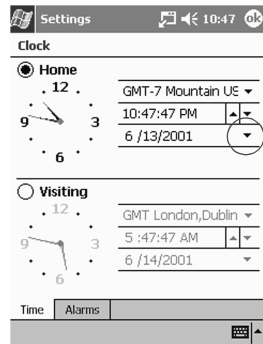 Settings 10:47 ok
Clock
Home
12
9 3
6
GMT-7 Mountain US
10:47:47 PM
6 /13/2001
Visiting
12
9 3
6
GMT London,Dublin
5 :47:47 AM
6 /14/2001
Time Alarms